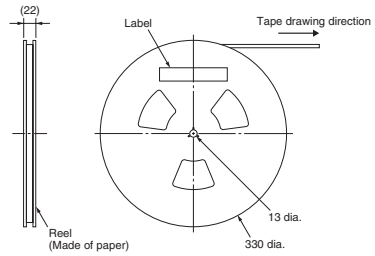 (22)
Label
Tape drawing direction
13 dia.
Reel
(Made of paper)
330 dia.